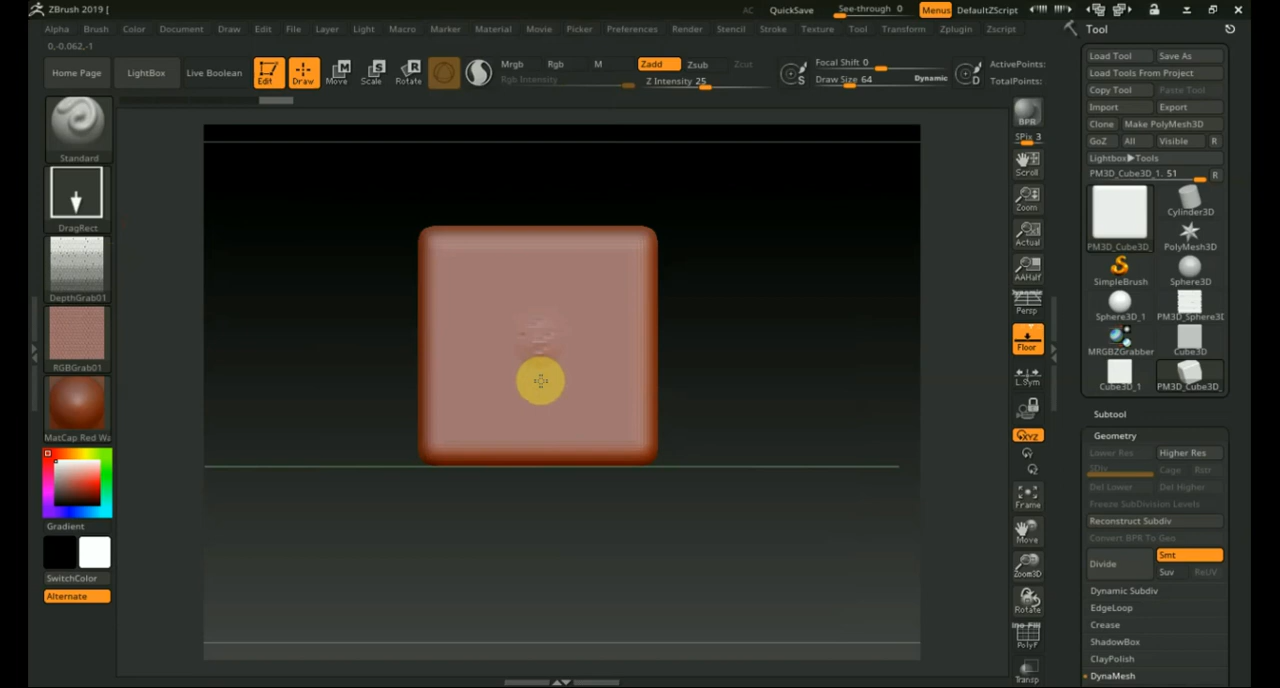 ZBrush 2019 [
AC QuickSave See-through 0 Menus DefaultZScript
Alpha Brush Color Document Draw Edit File Layer Light Macro Marker Material Movie Picker Preferences Render Stencil Stroke Texture Tool Transform Zplugin Zscript
0,-0.062,-1
Home Page LightBox Live Boolean Edit Draw Move Scale Rotate
Mrgb Rgb M Zadd Zsub Zcut
Rgb Intensity Z Intensity 25
S Focal Shift 0 D ActivePoints:
Draw Size 64 Dynamic TotalPoints:
Standard
DragRect
DepthGrab01
RGBGrab01
MatCap Red Wa
Gradient
SwitchColor
Alternate
BPR
SPix 3
Scroll
Zoom
Actual
AAHalf
Dynamic
Persp
Floor
L.Sym
XYZ
Frame
Move
Zoom3D
Rotate
PolyF
Transp
Tool
Load Tool Save As
Load Tools From Project
Copy Tool Paste Tool
Import Export
Clone Make PolyMesh3D
GoZ All Visible R
Lightbox▶Tools
PM3D_Cube3D_1. 51 R
PM3D_Cube3D_ Cylinder3D
PolyMesh3D
SimpleBrush Sphere3D
Sphere3D_1 PM3D_Sphere3D
MRGBZGrabber Cube3D
Cube3D_1 PM3D_Cube3D_
Subtool
Geometry
Lower Res Higher Res
SDiv Cage Rstr
Del Lower Del Higher
Freeze SubDivision Levels
Reconstruct Subdiv
Convert BPR To Geo
Divide Smt
Suv ReUV
Dynamic Subdiv
EdgeLoop
Crease
ShadowBox
ClayPolish
DynaMesh